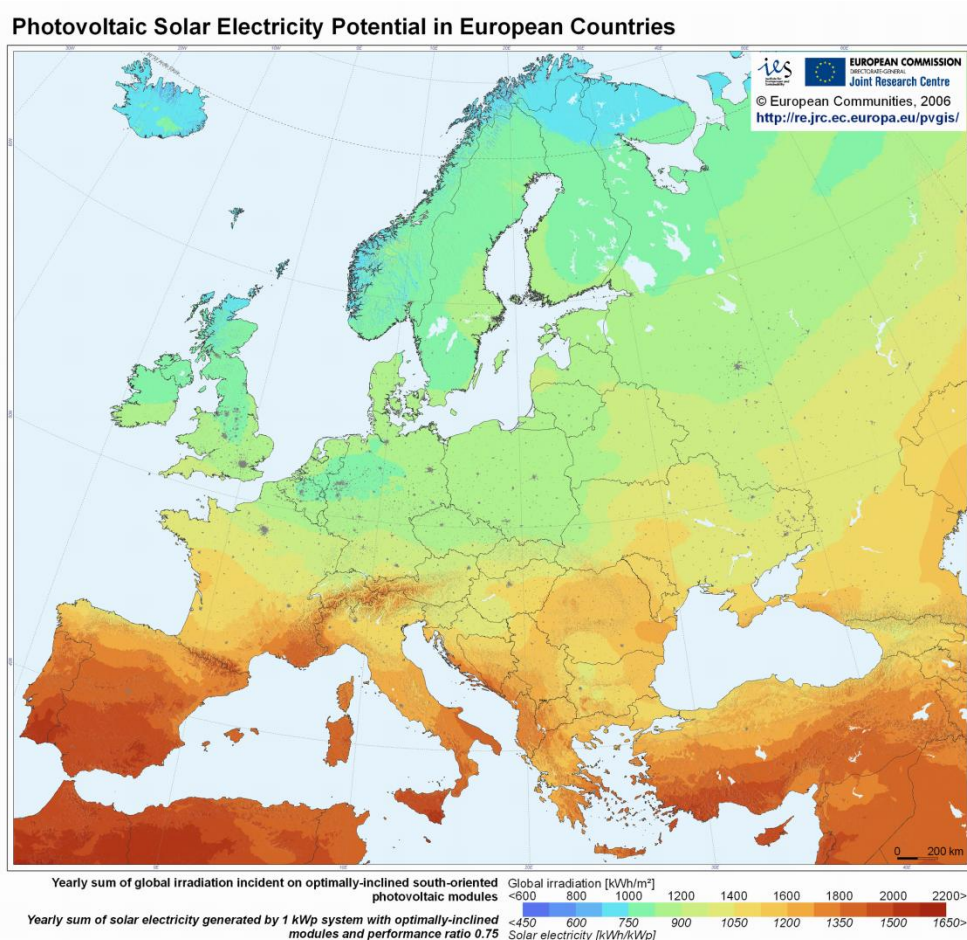 Photovoltaic Solar Electricity Potential in European Countries
ies
EUROPEAN COMMISSION
DIRECTORATE-GENERAL
Joint Research Centre
© European Communities, 2006
http://re.jrc.ec.europa.eu/pvgis/
0 200 km
Yearly sum of global irradiation incident on optimally-inclined south-oriented
photovoltaic modules
Global irradiation [kWh/m²]
<600 800 1000 1200 1400 1600 1800 2000 2200>
Yearly sum of solar electricity generated by 1 kWp system with optimally-inclined
modules and performance ratio 0.75
<450 600 750 900 1050 1200 1350 1500 1650>
Solar electricity [kWh/kWp]